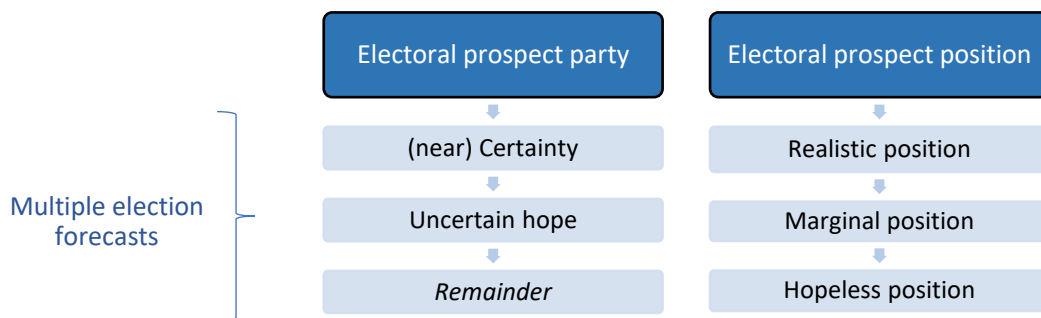 Electoral prospect party
Electoral prospect position
(near) Certainty
Realistic position
Multiple election
forecasts
Uncertain hope
Marginal position
Remainder
Hopeless position